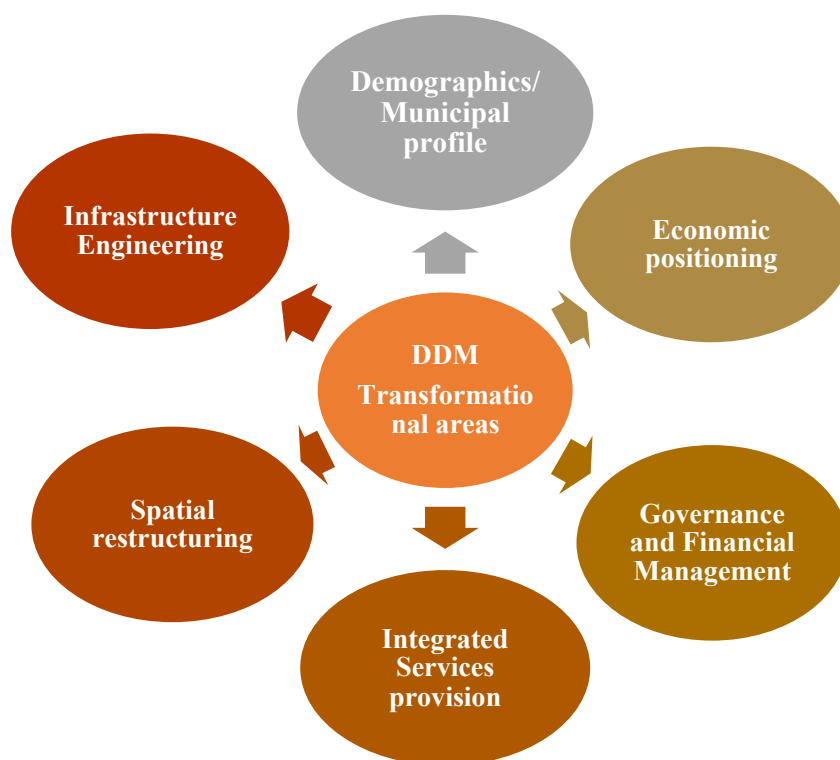 Demographics/
Municipal
profile
Infrastructure
Engineering
Economic
positioning
DDM
Transformatio
nal areas
Spatial
restructuring
Governance
and Financial
Management
Integrated
Services
provision